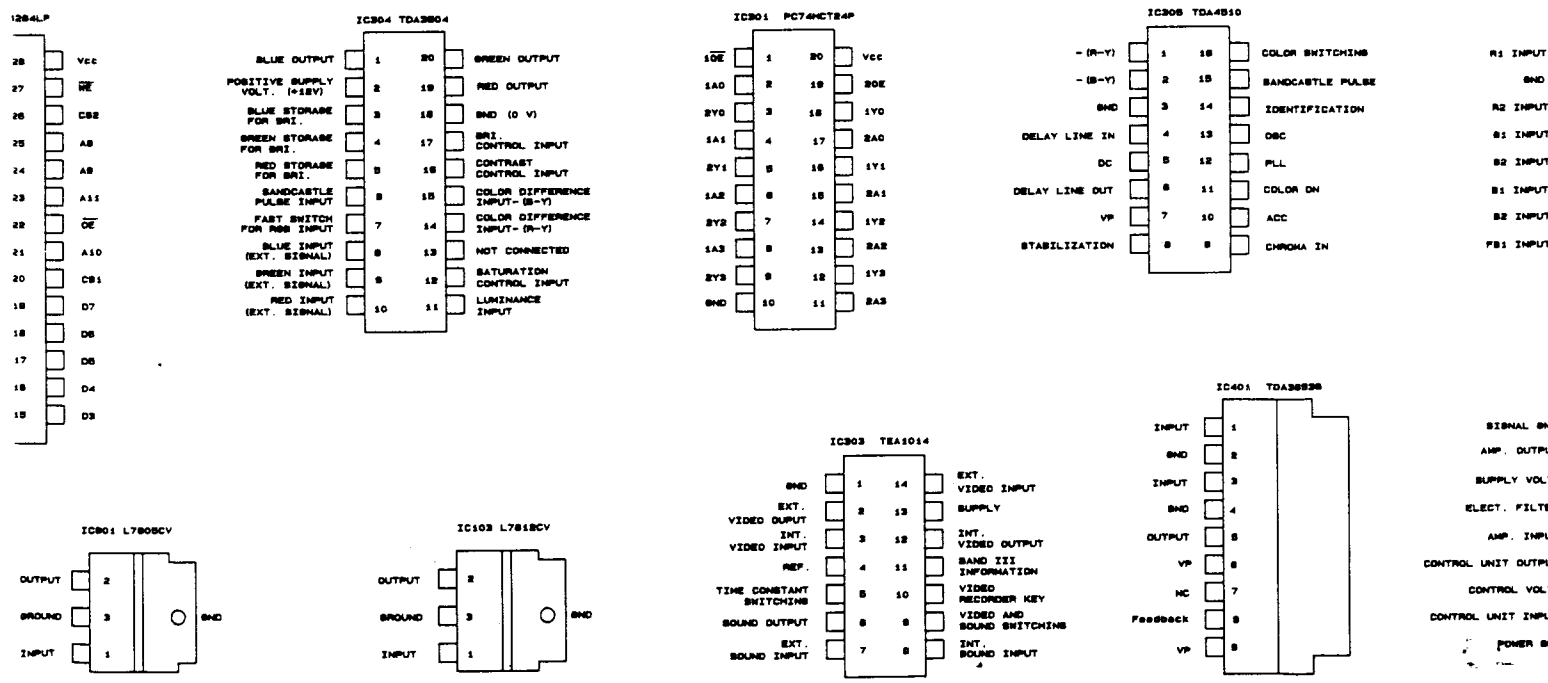 264LP
28 Vcc
27 WE
26 CS2
25 A8
24 A9
23 A11
22 OE
21 A10
20 CS1
19 D7
18 D6
17 D5
16 D4
15 D3
IC304 TDA3504
BLUE OUTPUT 1 20 GREEN OUTPUT
POSITIVE SUPPLY
VOLT. (+12V) 2 19 RED OUTPUT
BLUE STORAGE
FOR BRI. 3 18 GND (0 V)
GREEN STORAGE
FOR BRI. 4 17 BRI.
CONTROL INPUT
RED STORAGE
FOR BRI. 5 16 CONTRAST
CONTROL INPUT
SANDCASTLE
PULSE INPUT 6 15 COLOR DIFFERENCE
INPUT-(B-Y)
FAST SWITCH
FOR RGB INPUT 7 14 COLOR DIFFERENCE
INPUT-(R-Y)
BLUE INPUT
(EXT. SIGNAL) 8 13 NOT CONNECTED
GREEN INPUT
(EXT. SIGNAL) 9 12 SATURATION
CONTROL INPUT
RED INPUT
(EXT. SIGNAL) 10 11 LUMINANCE
INPUT
IC301 PC74HCT24P
1OE 1 20 Vcc
1A0 2 19 2OE
2Y0 3 18 1Y0
1A1 4 17 2A0
2Y1 5 16 1Y1
1A2 6 15 2A1
2Y2 7 14 1Y2
1A3 8 13 2A2
2Y3 9 12 1Y3
GND 10 11 2A3
IC305 TDA4510
-(R-Y) 1 16 COLOR SWITCHING
-(B-Y) 2 15 SANDCASTLE PULSE
GND 3 14 IDENTIFICATION
DELAY LINE IN 4 13 OSC
DC 5 12 PLL
DELAY LINE OUT 6 11 COLOR ON
VP 7 10 ACC
STABILIZATION 8 9 CHROMA IN
R1 INPUT
GND
R2 INPUT
G1 INPUT
G2 INPUT
B1 INPUT
B2 INPUT
FB1 INPUT
IC901 L7805CV
OUTPUT 2
GROUND 3 GND
INPUT 1
IC103 L7812CV
OUTPUT 2
GROUND 3 GND
INPUT 1
IC303 TEA1014
GND 1 14 EXT.
VIDEO INPUT
EXT.
VIDEO OUPUT 2 13 SUPPLY
INT.
VIDEO INPUT 3 12 INT.
VIDEO OUTPUT
REF. 4 11 BAND III
INFORMATION
TIME CONSTANT
SWITCHING 5 10 VIDEO
RECORDER KEY
SOUND OUTPUT 6 9 VIDEO AND
SOUND SWITCHING
EXT.
SOUND INPUT 7 8 INT.
SOUND INPUT
IC401 TDA3653B
INPUT 1
GND 2
INPUT 3
GND 4
OUTPUT 5
VP 6
NC 7
Feedback 8
VP 9
SIGNAL GN
AMP. OUTPU
SUPPLY VOL
ELECT. FILTE
AMP. INPU
CONTROL UNIT OUTPU
CONTROL VOL
CONTROL UNIT INPU
POWER G